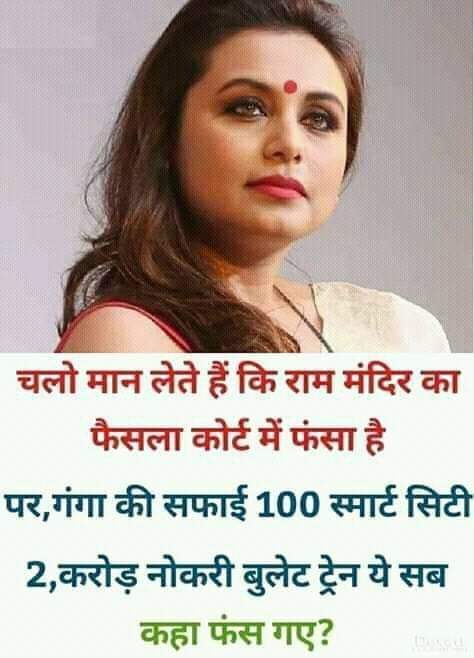 चलो मान लेते हैं कि राम मंदिर का
फैसला कोर्ट में फंसा है
पर,गंगा की सफाई 100 स्मार्ट सिटी
2,करोड़ नोकरी बुलेट ट्रेन ये सब
कहा फंस गए?